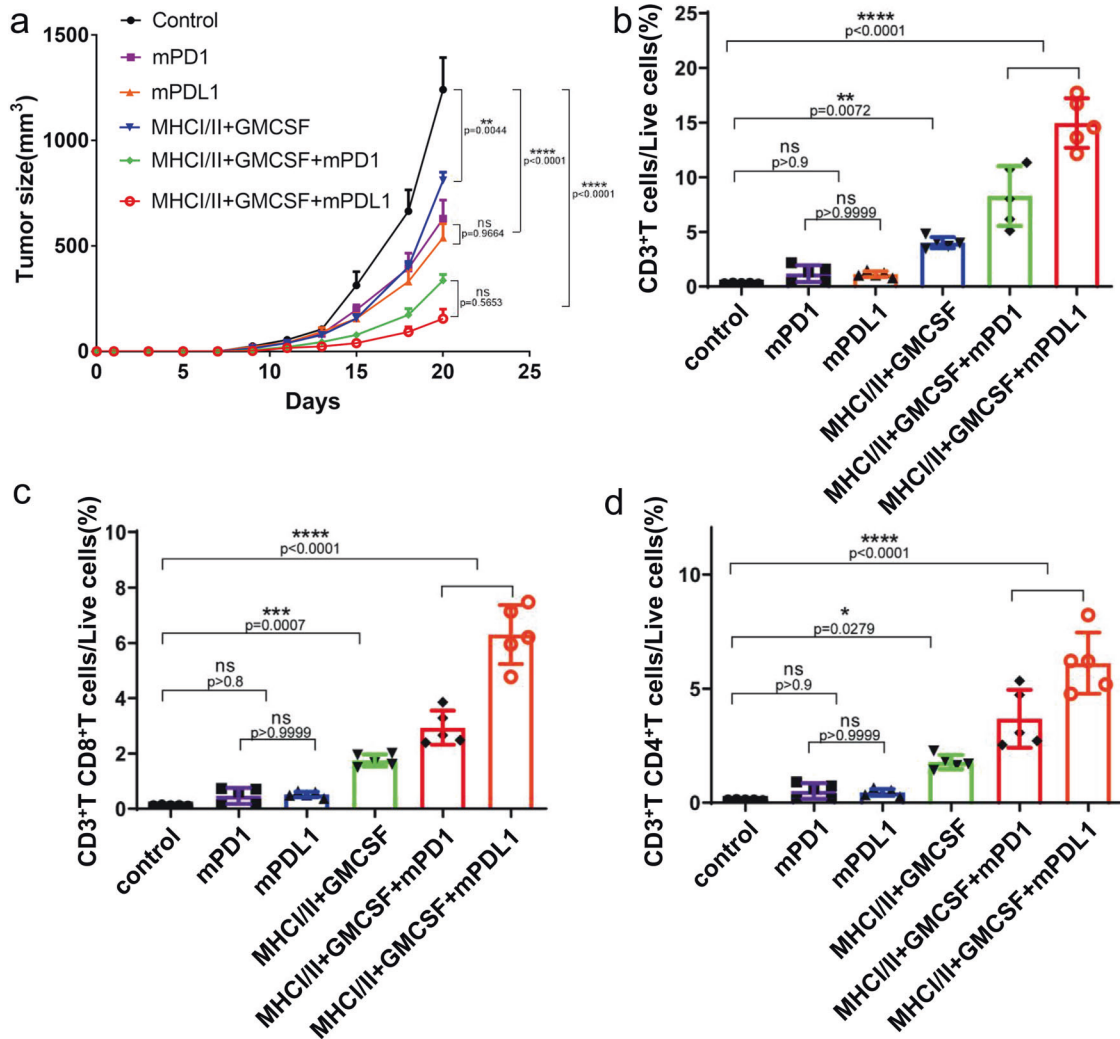 a
Control
mPD1
mPDL1
MHCI/II+GMCSF
MHCI/II+GMCSF+mPD1
MHCI/II+GMCSF+mPDL1
Tumor size(mm³)
1500
1000
500
0
0
5
10
15
20
25
Days
**
p=0.0044
****
p<0.0001
****
p<0.0001
ns
p=0.9664
ns
p=0.5653
b
CD3⁺T cells/Live cells(%)
25
20
15
10
5
0
****
p<0.0001
**
p=0.0072
ns
p>0.9
ns
p>0.9999
control
mPD1
mPDL1
MHCI/II+GMCSF
MHCI/II+GMCSF+mPD1
MHCI/II+GMCSF+mPDL1
c
CD3⁺T CD8⁺T cells/Live cells(%)
10
8
6
4
2
0
****
p<0.0001
***
p=0.0007
ns
p>0.8
ns
p>0.9999
control
mPD1
mPDL1
MHCI/II+GMCSF
MHCI/II+GMCSF+mPD1
MHCI/II+GMCSF+mPDL1
d
CD3⁺T CD4⁺T cells/Live cells(%)
10
5
0
****
p<0.0001
*
p=0.0279
ns
p>0.9
ns
p>0.9999
control
mPD1
mPDL1
MHCI/II+GMCSF
MHCI/II+GMCSF+mPD1
MHCI/II+GMCSF+mPDL1